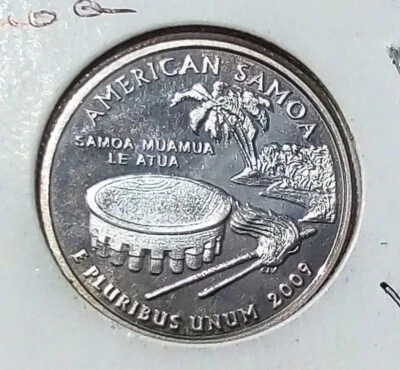 AMERICAN SAMOA
SAMOA MUAMUA
LE ATUA
E PLURIBUS UNUM 2009